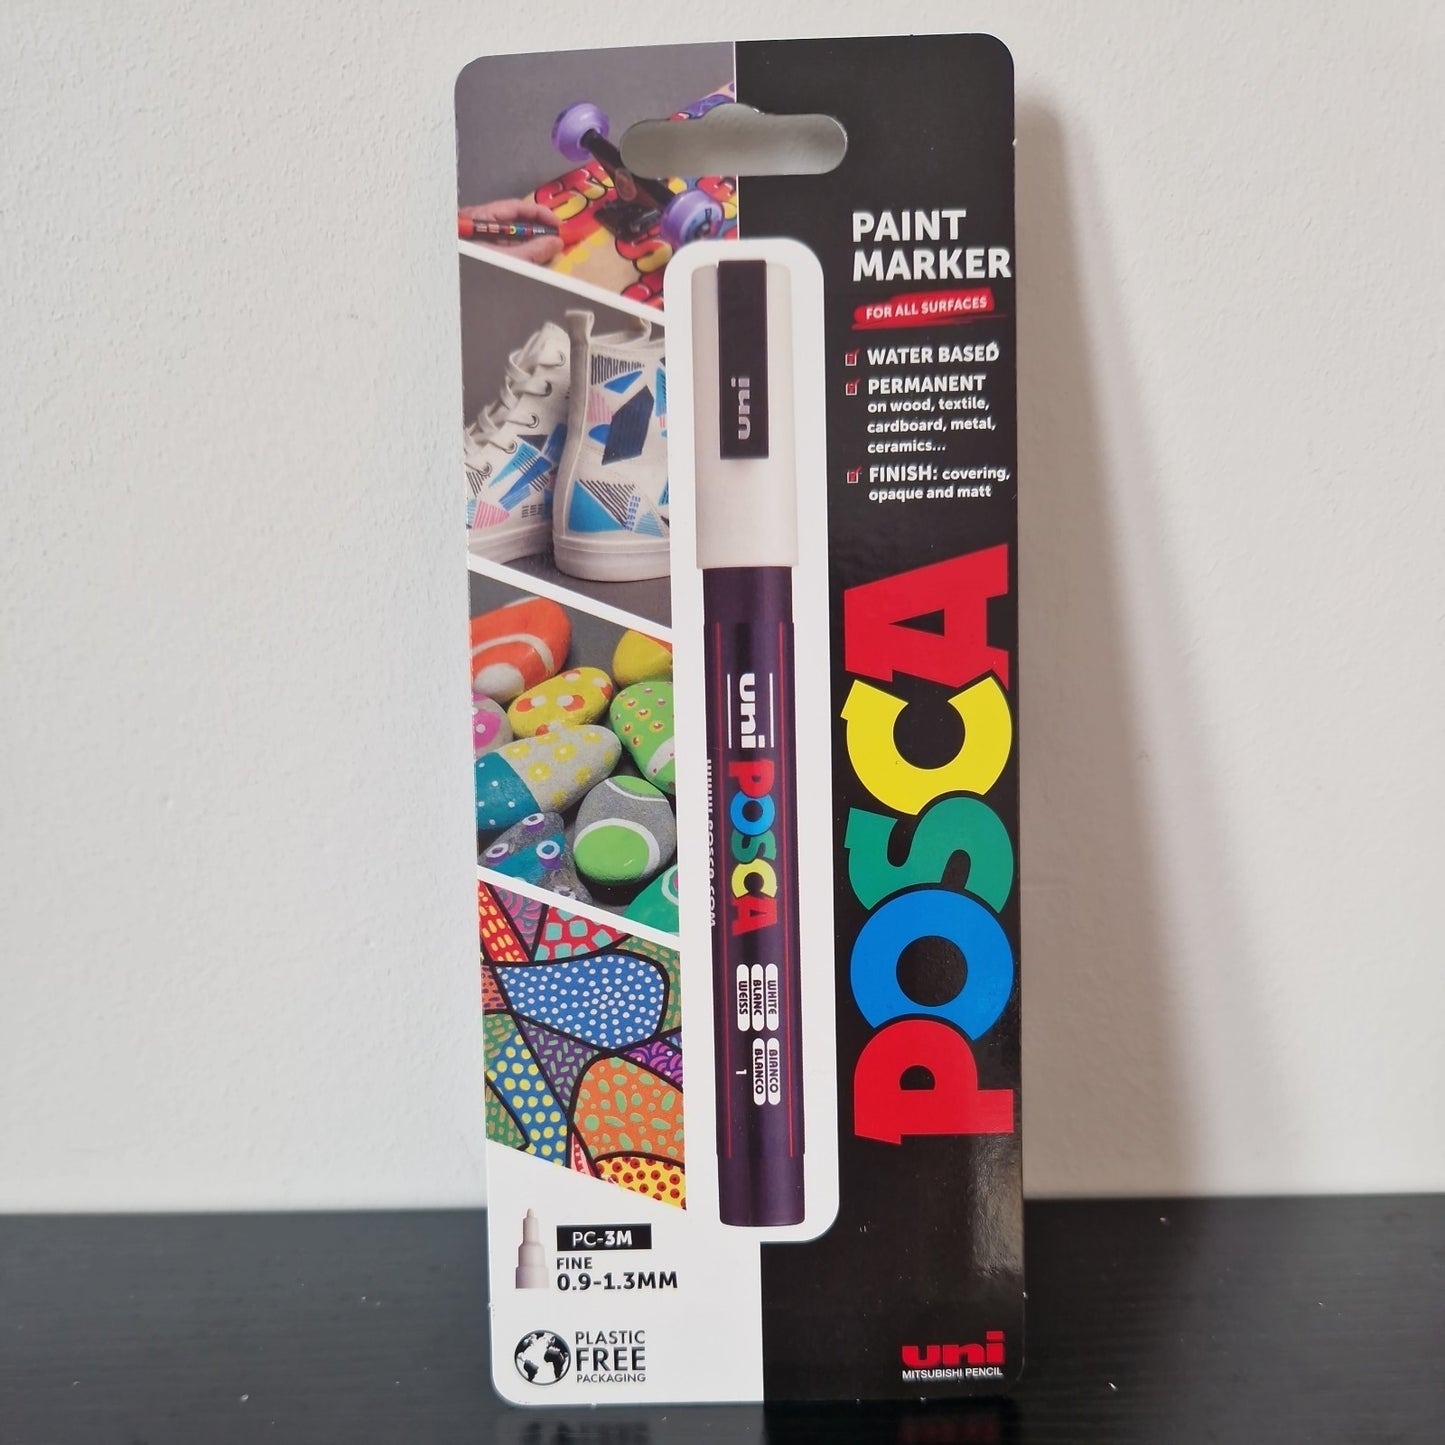 PAINT
MARKER
FOR ALL SURFACES
WATER BASED
PERMANENT
on wood, textile,
cardboard, metal,
ceramics...
FINISH: covering,
opaque and matt
POSCA
uni
uni
POSCA
WHITE
BLANC
WEISS
BIANCO
BLANCO
1
PC-3M
FINE
0.9-1.3MM
PLASTIC
FREE
PACKAGING
uni
MITSUBISHI PENCIL